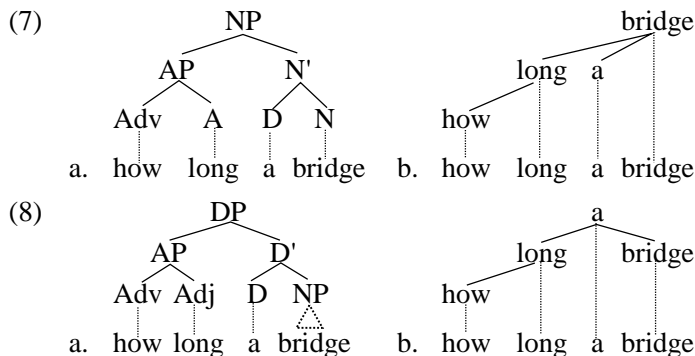 (7) NP bridge
AP N' long a
Adv A D N how
a. how long a bridge b. how long a bridge
(8) DP a
AP D' long bridge
Adv Adj D NP how
a. how long a bridge b. how long a bridge